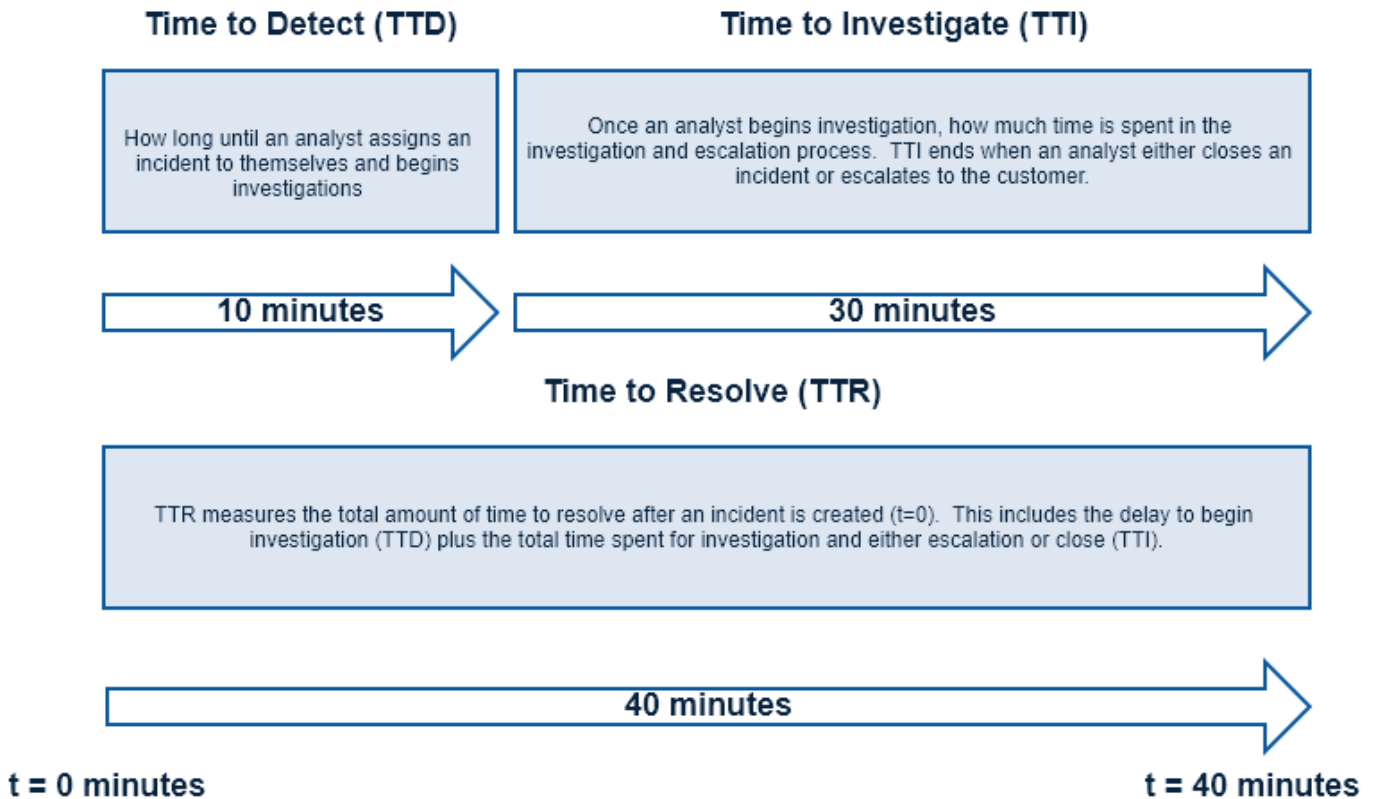 Time to Detect (TTD)
Time to Investigate (TTI)
How long until an analyst assigns an
incident to themselves and begins
investigations
Once an analyst begins investigation, how much time is spent in the
investigation and escalation process.  TTI ends when an analyst either closes an
incident or escalates to the customer.
10 minutes
30 minutes
Time to Resolve (TTR)
TTR measures the total amount of time to resolve after an incident is created (t=0).  This includes the delay to begin
investigation (TTD) plus the total time spent for investigation and either escalation or close (TTI).
40 minutes
t = 0 minutes
t = 40 minutes